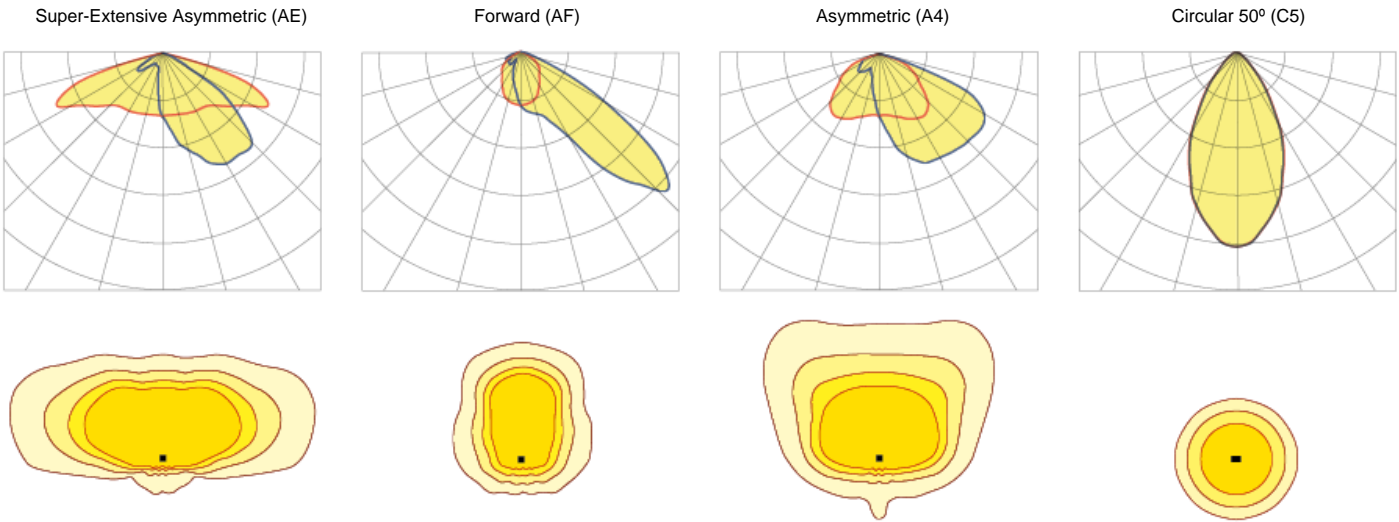 Super-Extensive Asymmetric (AE)
Forward (AF)
Asymmetric (A4)
Circular 50º (C5)